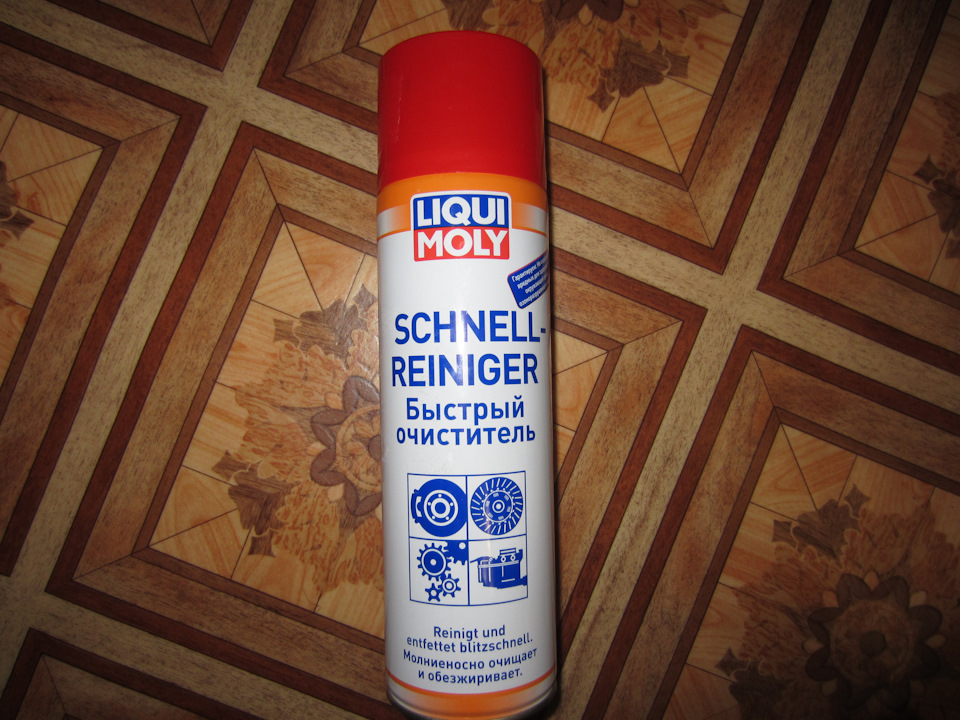 LIQUI
MOLY
SCHNELL-
REINIGER
Быстрый
очиститель
Reinigt und
entfettet blitzschnell.
Молниеносно очищает
и обезжиривает.